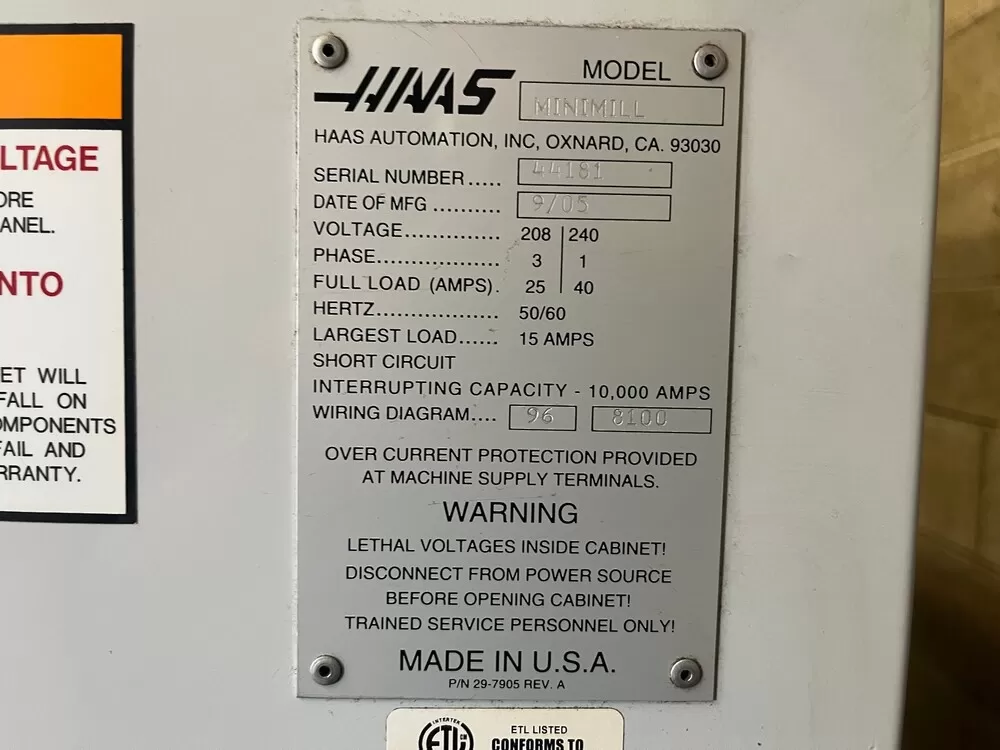 LTAGE
ORE
ANEL.
NTO
ET WILL
FALL ON
OMPONENTS
FAIL AND
RRANTY.
HAAS
MODEL MINIMILL
HAAS AUTOMATION, INC, OXNARD, CA. 93030
SERIAL NUMBER..... 44181
DATE OF MFG .......... 9/05
VOLTAGE............... 208 | 240
PHASE................... 3 | 1
FULL LOAD (AMPS). 25 | 40
HERTZ................... 50/60
LARGEST LOAD...... 15 AMPS
SHORT CIRCUIT
INTERRUPTING CAPACITY - 10,000 AMPS
WIRING DIAGRAM.... 96 8100
OVER CURRENT PROTECTION PROVIDED
AT MACHINE SUPPLY TERMINALS.
WARNING
LETHAL VOLTAGES INSIDE CABINET!
DISCONNECT FROM POWER SOURCE
BEFORE OPENING CABINET!
TRAINED SERVICE PERSONNEL ONLY!
MADE IN U.S.A.
P/N 29-7905 REV. A
INTERTEK
ETL
CM
ETL LISTED
CONFORMS TO